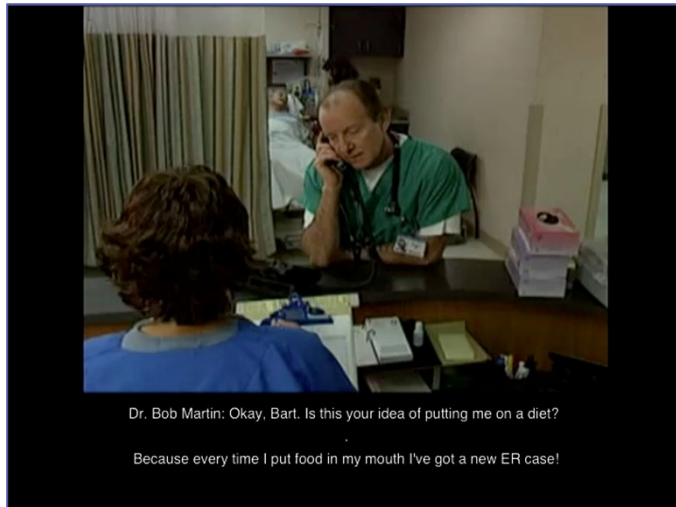 Dr. Bob Martin: Okay, Bart. Is this your idea of putting me on a diet?
.
Because every time I put food in my mouth I've got a new ER case!